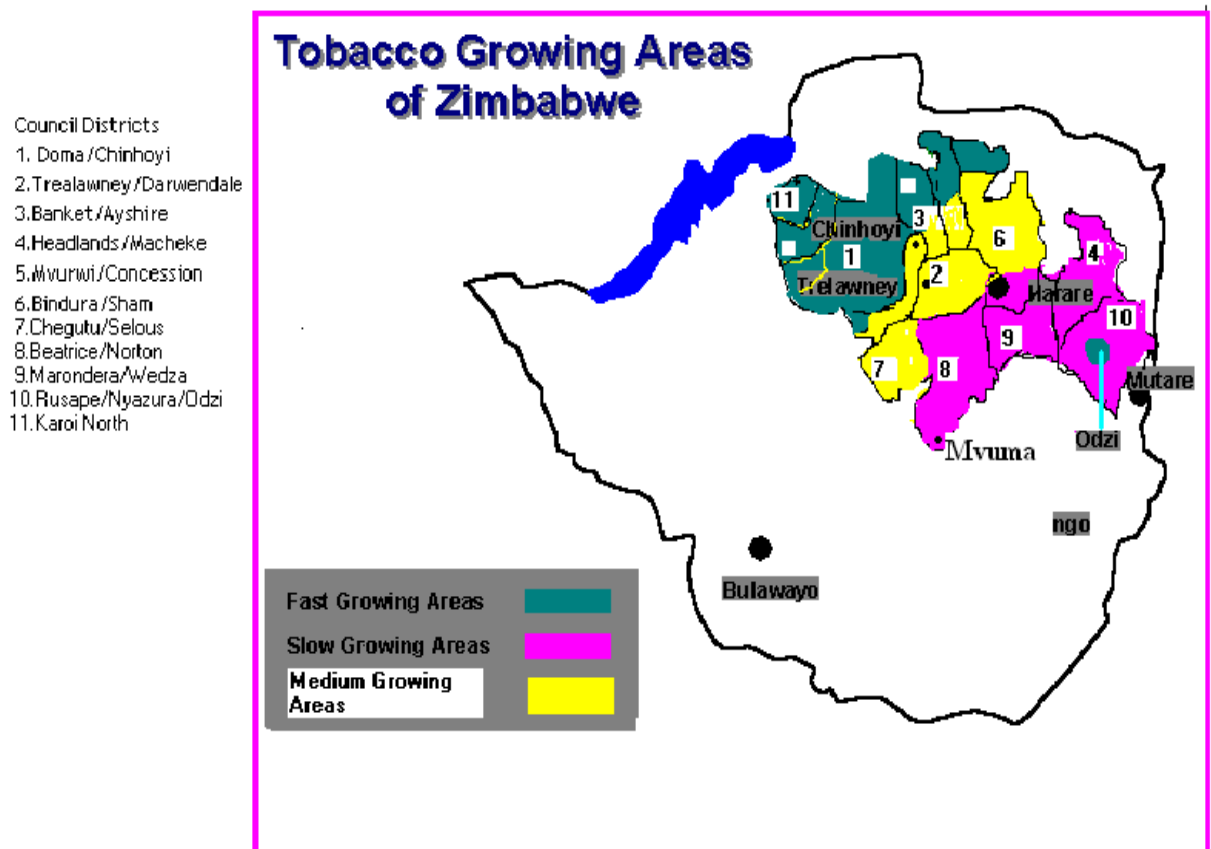 Tobacco Growing Areas
of Zimbabwe
Council Districts
1. Doma/Chinhoyi
2.Trealawney/Darwendale
3.Banket/Ayshire
4.Headlands/Macheke
5.Mvurwi/Concession
6.Bindura/Sham
7.Chegutu/Selous
8.Beatrice/Norton
9.Marondera/Wedza
10.Rusape/Nyazura/Odzi
11.Karoi North
11
3
Chinhoyi
6
4
1
2
Trelawney
Harare
10
9
7
8
Mutare
Odzi
Mvuma
ngo
Bulawayo
Fast Growing Areas
Slow Growing Areas
Medium Growing
Areas